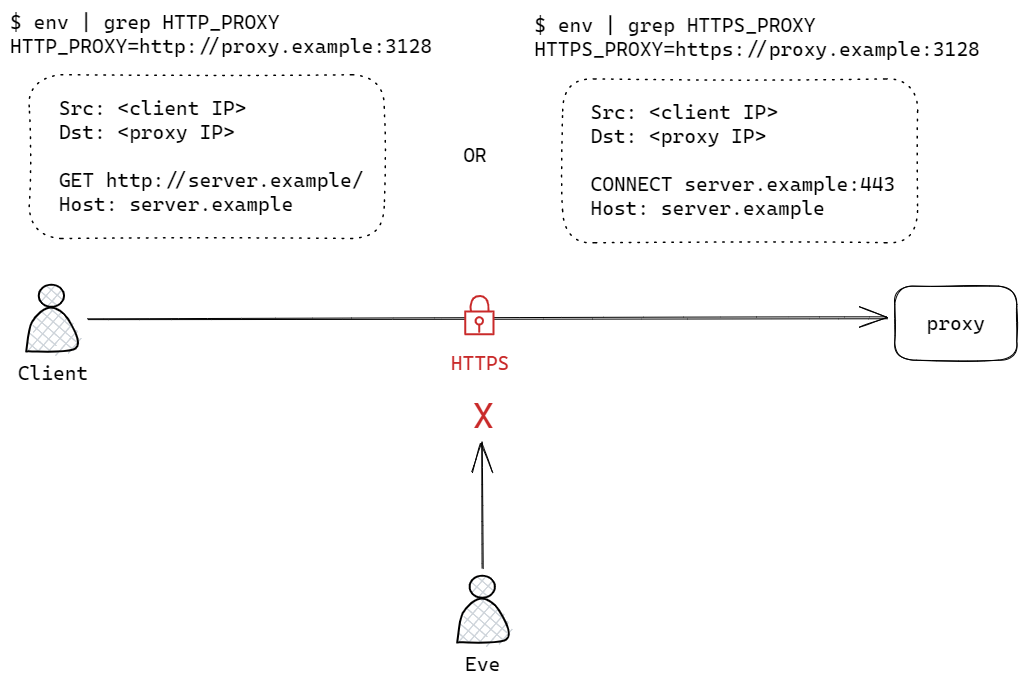 $ env | grep HTTP_PROXY
HTTP_PROXY=http://proxy.example:3128
Src: <client IP>
Dst: <proxy IP>
GET http://server.example/
Host: server.example
OR
$ env | grep HTTPS_PROXY
HTTPS_PROXY=https://proxy.example:3128
Src: <client IP>
Dst: <proxy IP>
CONNECT server.example:443
Host: server.example
Client
HTTPS
X
proxy
Eve